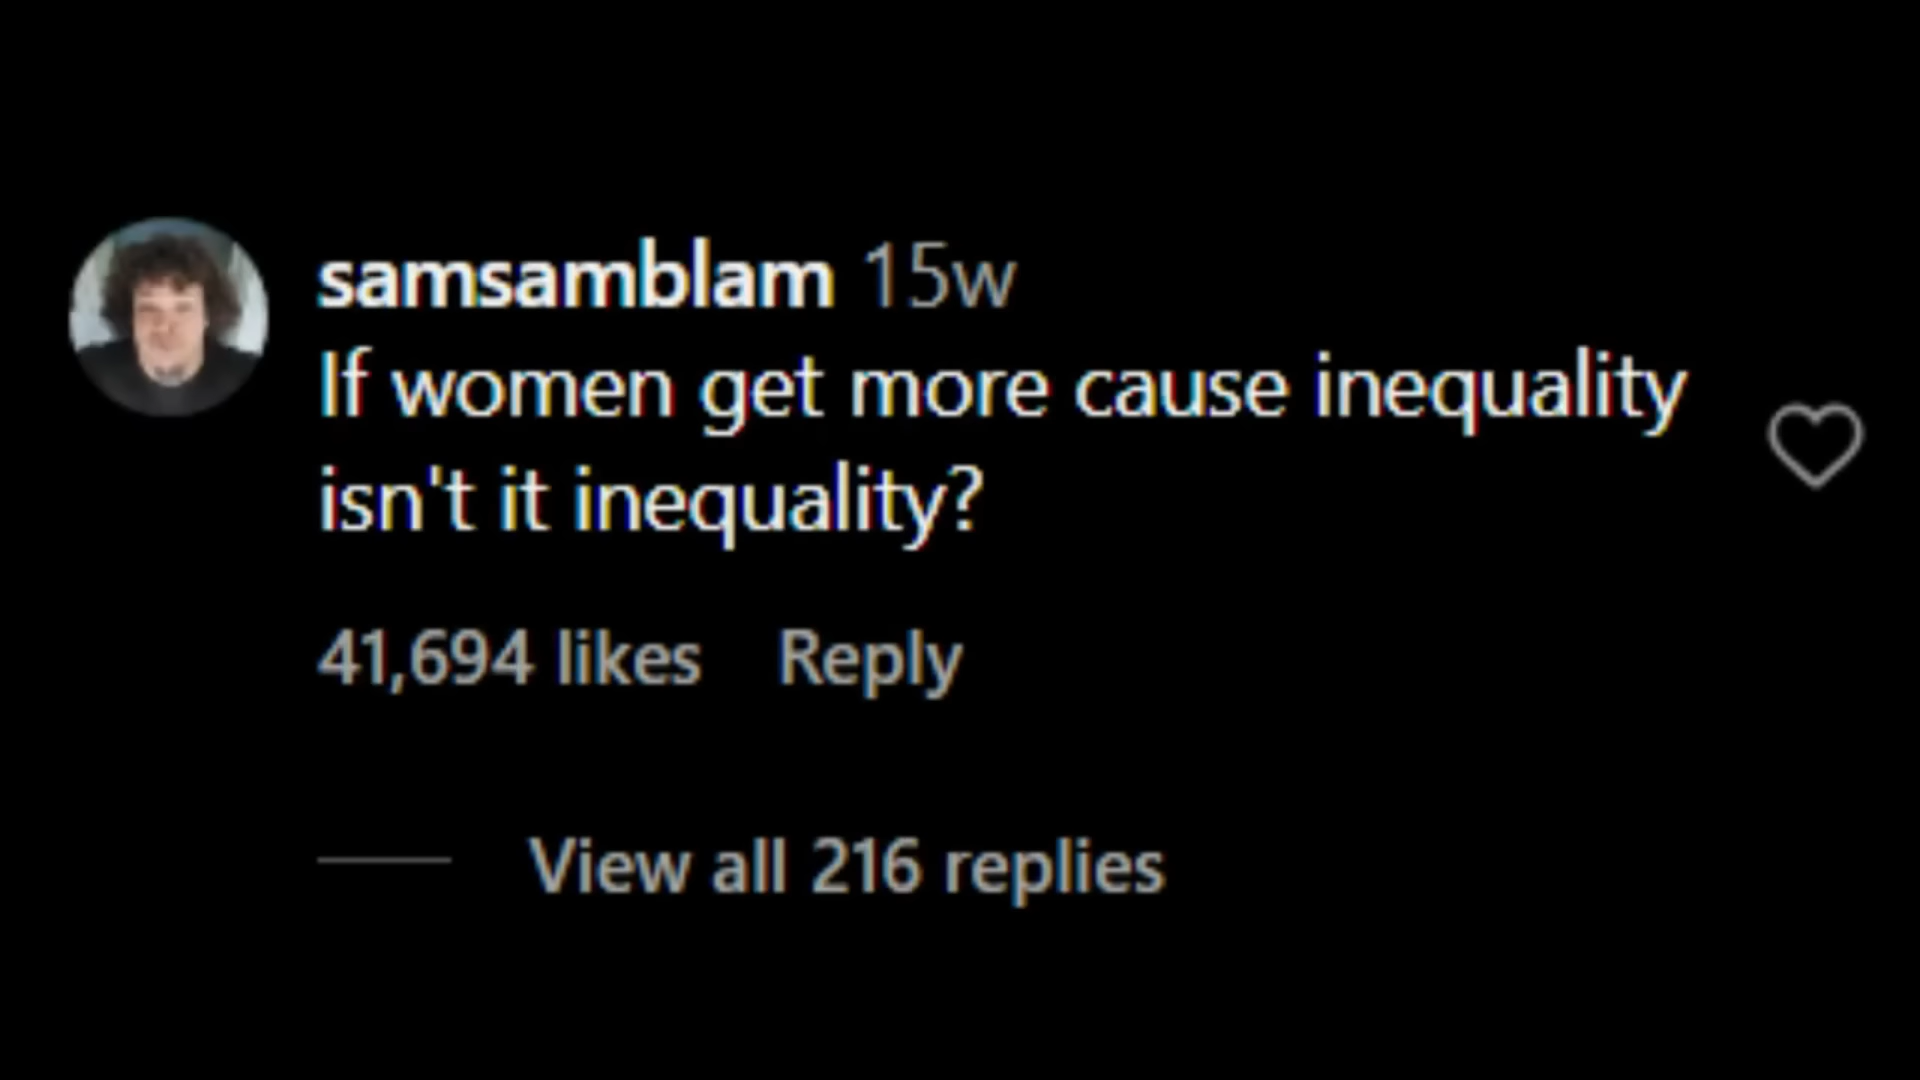 samsamblam 15w
If women get more cause inequality
isn't it inequality?
41,694 likes Reply
View all 216 replies